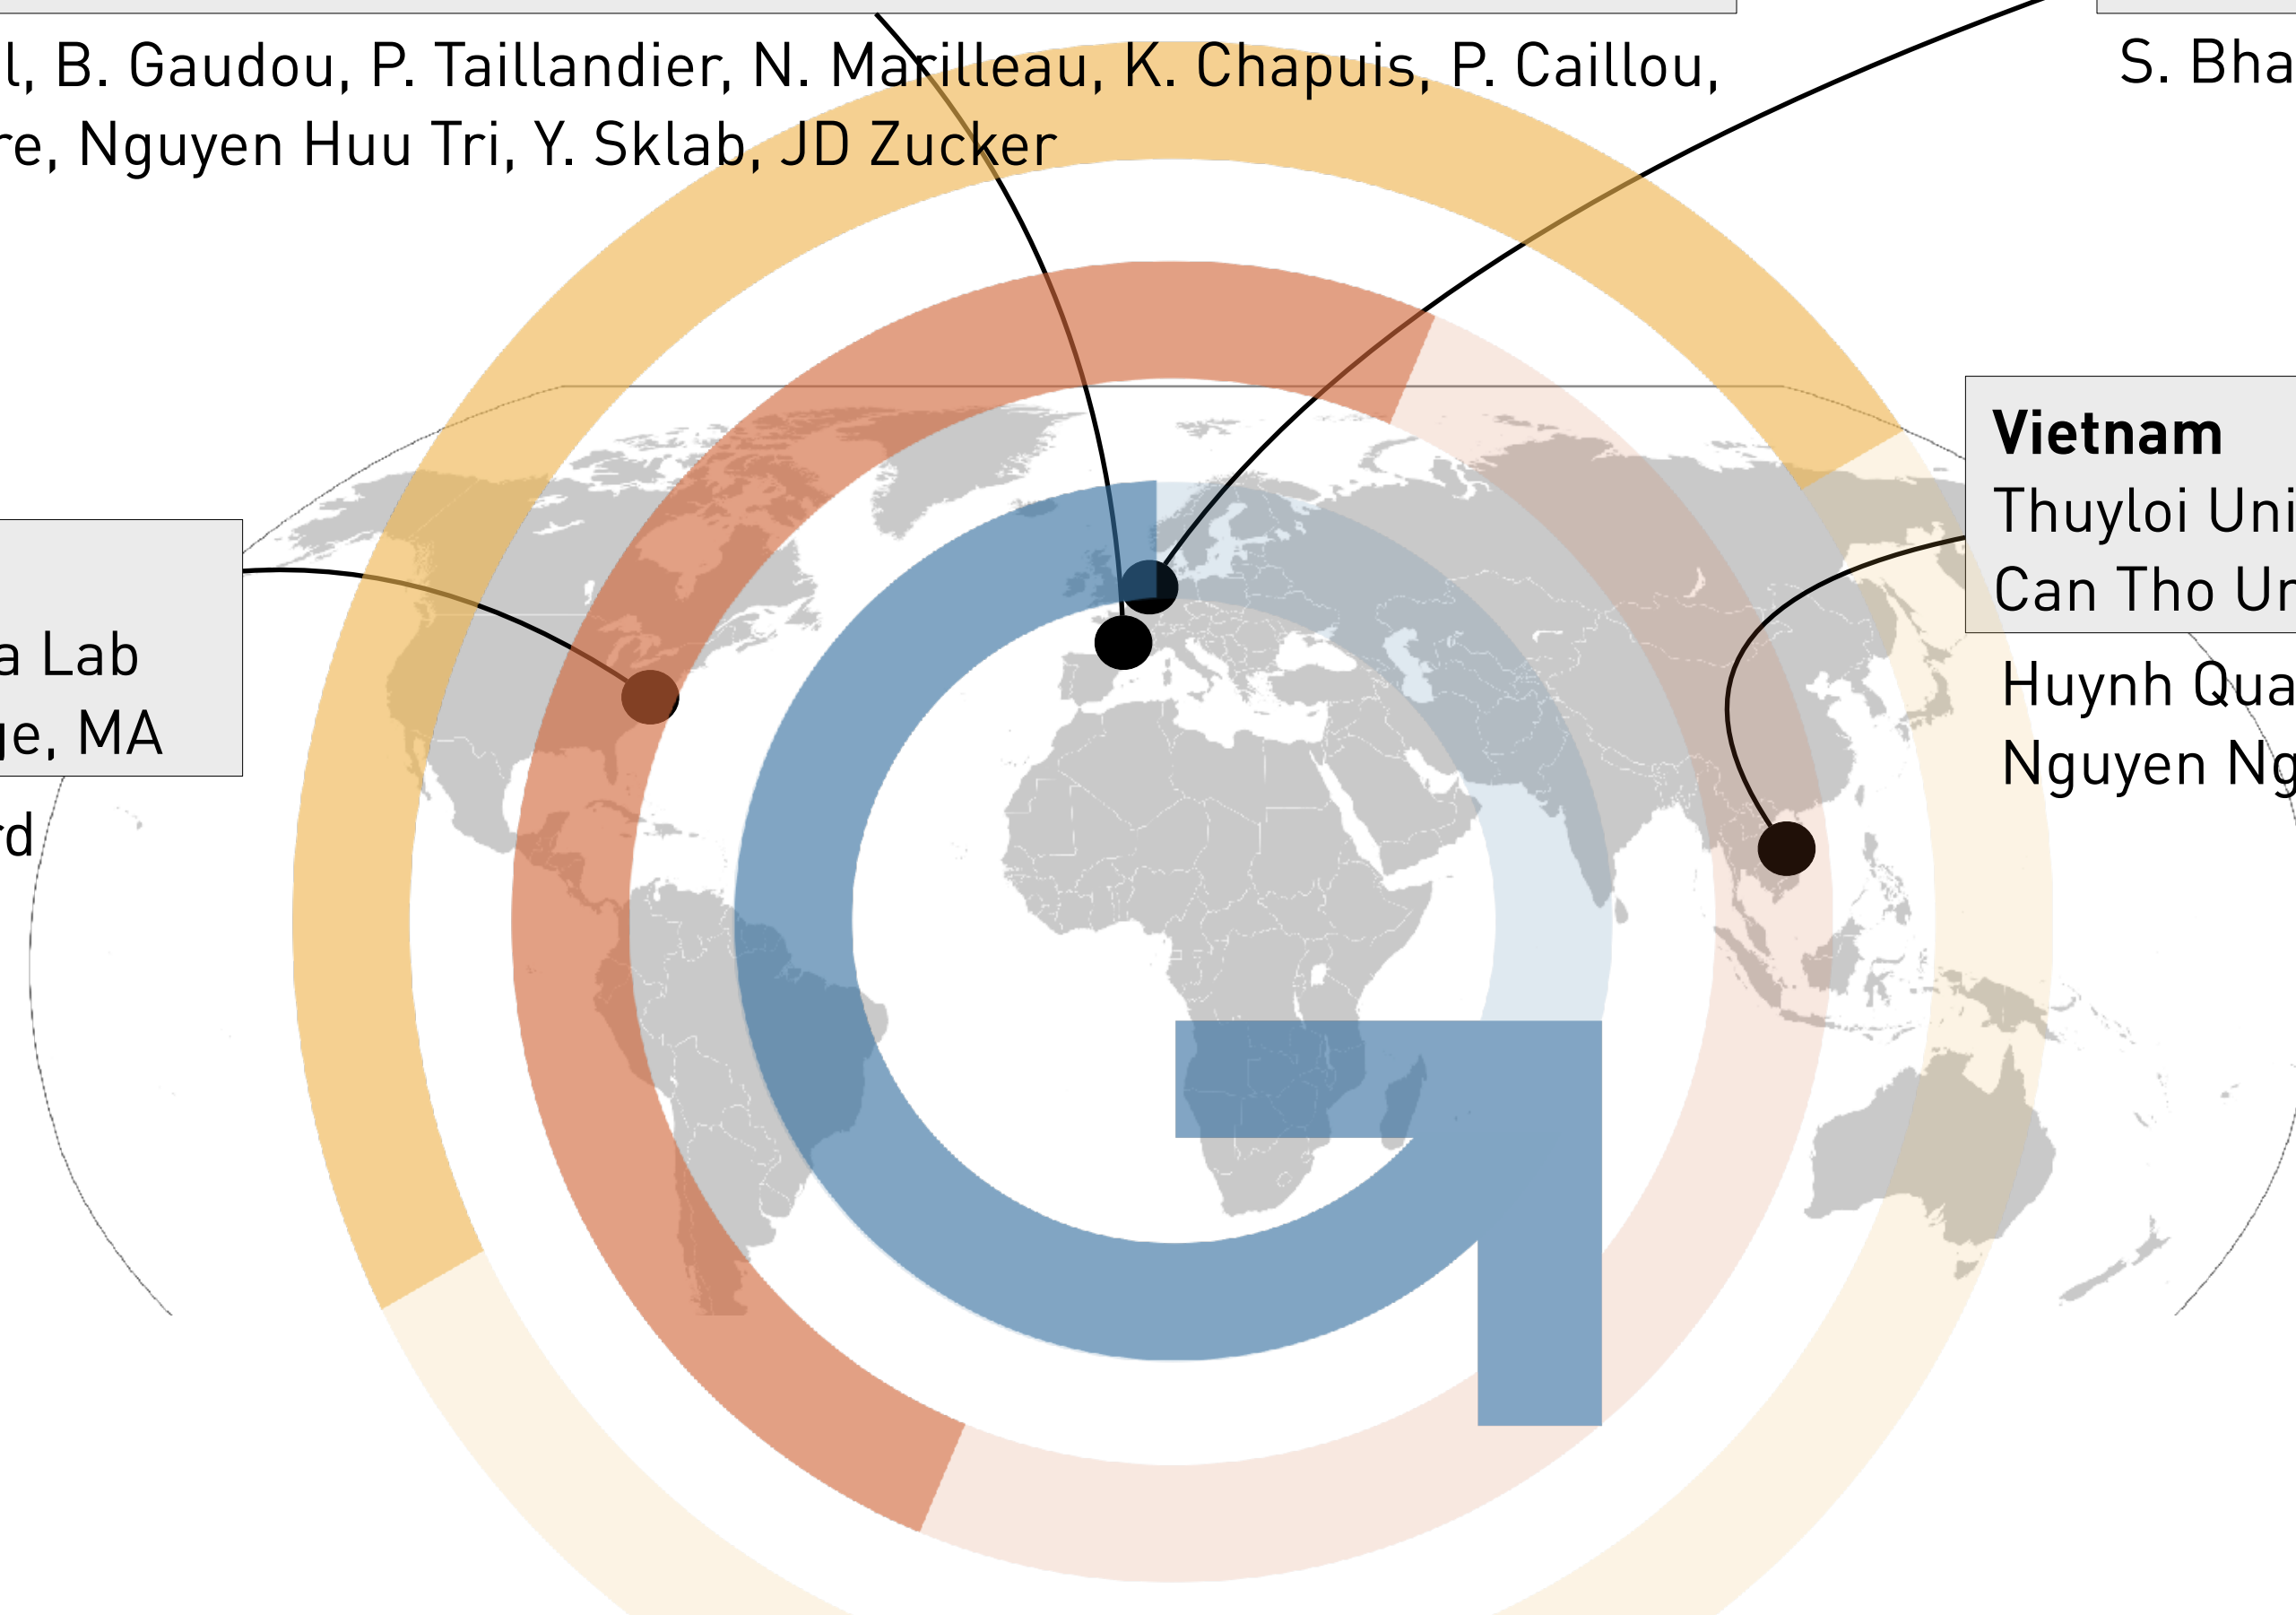 l, B. Gaudou, P. Taillandier, N. Marilleau, K. Chapuis, P. Caillou,
re, Nguyen Huu Tri, Y. Sklab, JD Zucker
S. Bha
Vietnam
Thuyloi Uni
Can Tho Un
Huynh Qua
Nguyen Ng
a Lab
ge, MA
rd